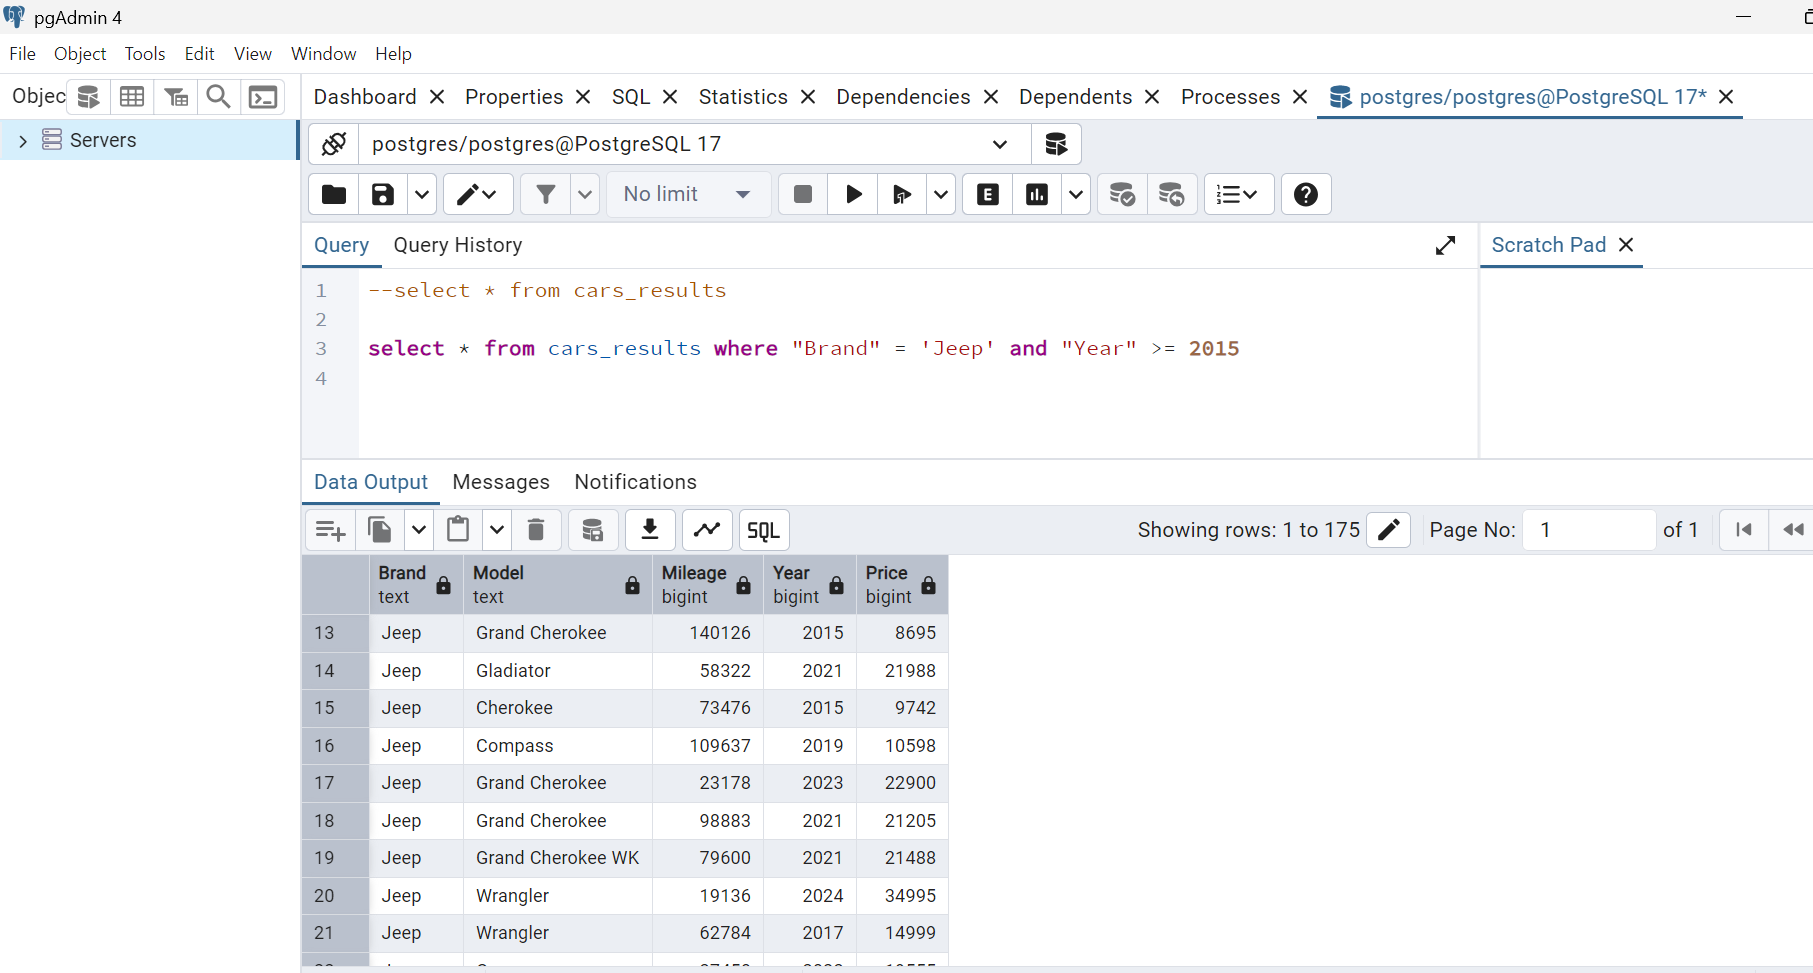 pgAdmin 4
File Object Tools Edit View Window Help
Objec
Dashboard Properties SQL Statistics Dependencies Dependents Processes postgres/postgres@PostgreSQL 17*
Servers
postgres/postgres@PostgreSQL 17
No limit
E
Query Query History
Scratch Pad
1 --select * from cars_results
2
3 select * from cars_results where "Brand" = 'Jeep' and "Year" >= 2015
4
Data Output Messages Notifications
SQL
Showing rows: 1 to 175 Page No: 1 of 1
Brand Model Mileage Year Price
text text bigint bigint bigint
13 Jeep Grand Cherokee 140126 2015 8695
14 Jeep Gladiator 58322 2021 21988
15 Jeep Cherokee 73476 2015 9742
16 Jeep Compass 109637 2019 10598
17 Jeep Grand Cherokee 23178 2023 22900
18 Jeep Grand Cherokee 98883 2021 21205
19 Jeep Grand Cherokee WK 79600 2021 21488
20 Jeep Wrangler 19136 2024 34995
21 Jeep Wrangler 62784 2017 14999